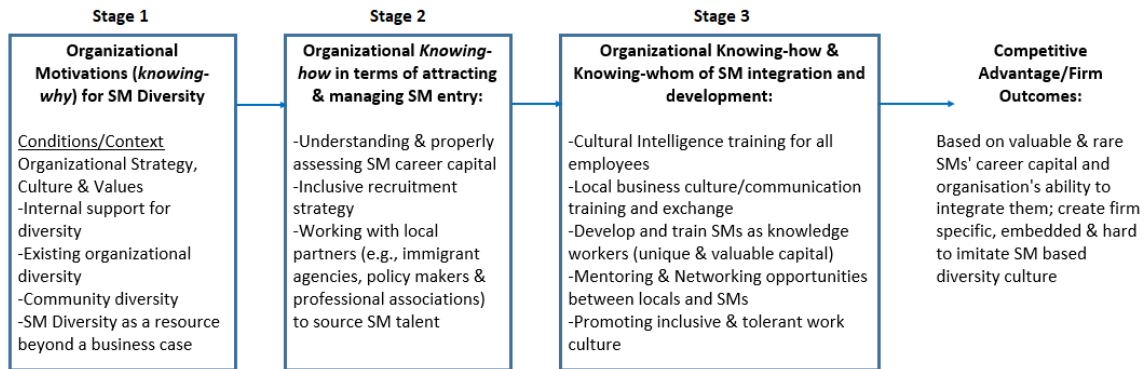 Stage 1
Organizational
Motivations (knowing-
why) for SM Diversity
Conditions/Context
Organizational Strategy,
Culture & Values
-Internal support for
diversity
-Existing organizational
diversity
-Community diversity
-SM Diversity as a resource
beyond a business case
Stage 2
Organizational Knowing-
how in terms of attracting
& managing SM entry:
-Understanding & properly
assessing SM career capital
-Inclusive recruitment
strategy
-Working with local
partners (e.g., immigrant
agencies, policy makers &
professional associations)
to source SM talent
Stage 3
Organizational Knowing-how &
Knowing-whom of SM integration and
development:
-Cultural Intelligence training for all
employees
-Local business culture/communication
training and exchange
-Develop and train SMs as knowledge
workers (unique & valuable capital)
-Mentoring & Networking opportunities
between locals and SMs
-Promoting inclusive & tolerant work
culture
Competitive
Advantage/Firm
Outcomes:
Based on valuable & rare
SMs' career capital and
organisation's ability to
integrate them; create firm
specific, embedded & hard
to imitate SM based
diversity culture